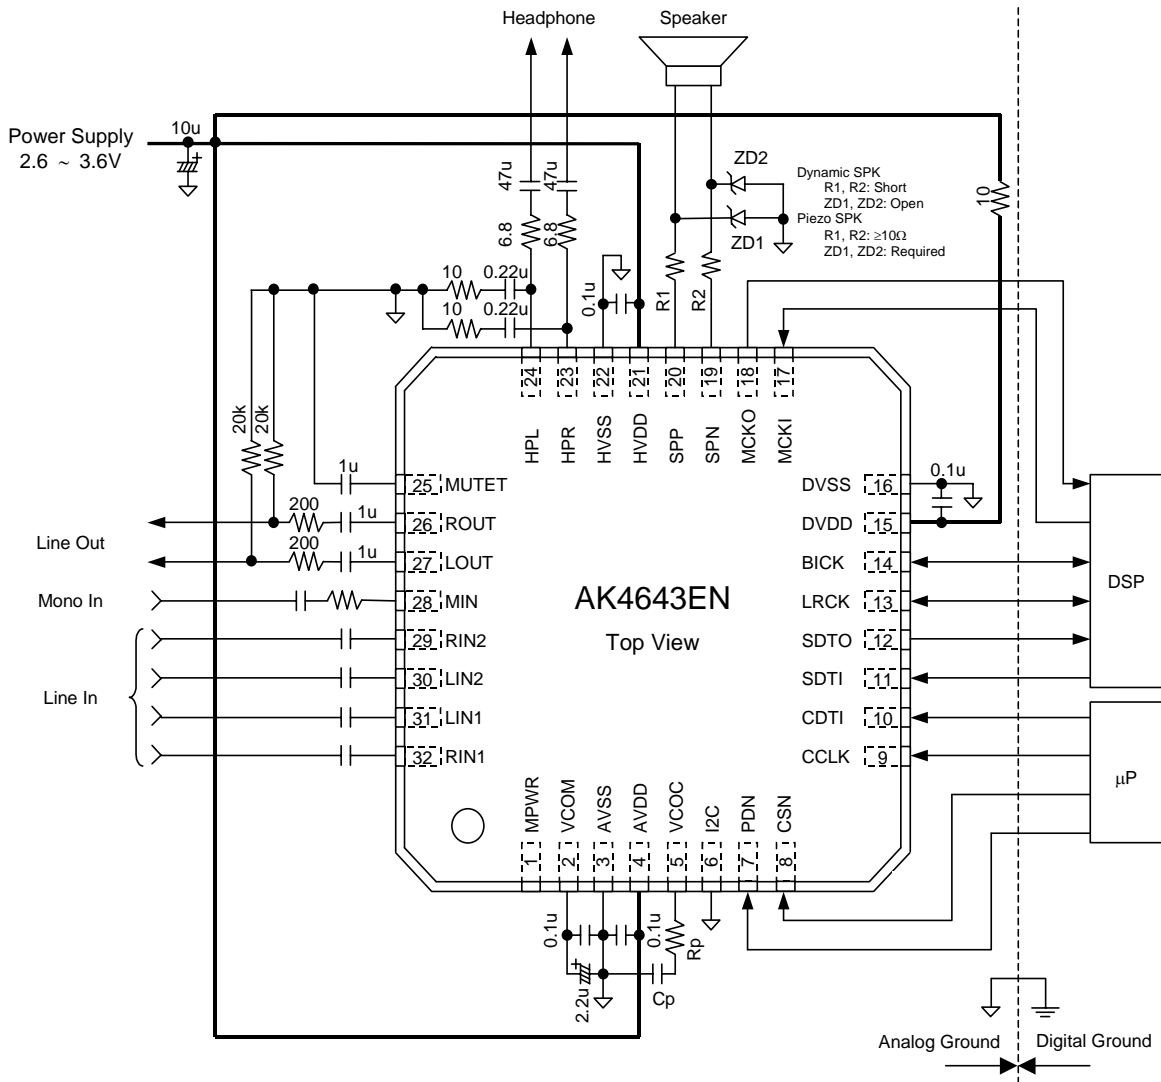 Headphone
Speaker
10u
Power Supply
2.6 ~ 3.6V
47u
47u
6.8
6.8
ZD2
ZD1
Dynamic SPK
R1, R2: Short
ZD1, ZD2: Open
Piezo SPK
R1, R2: ≥10Ω
ZD1, ZD2: Required
10
10
0.22u
10
0.22u
0.1u
R1
R2
24
23
22
21
20
19
18
17
HPL
HPR
HVSS
HVDD
SPP
SPN
MCKO
MCKI
20k
20k
1u
25
MUTET
200
1u
26
ROUT
200
1u
27
LOUT
Line Out
Mono In
28
MIN
29
RIN2
30
LIN2
Line In
31
LIN1
32
RIN1
AK4643EN
Top View
DVSS
16
0.1u
DVDD
15
BICK
14
LRCK
13
SDTO
12
SDTI
11
CDTI
10
CCLK
9
DSP
µP
MPWR
VCOM
AVSS
AVDD
VCOC
I2C
PDN
CSN
1
2
3
4
5
6
7
8
0.1u
0.1u
Rp
2.2u
Cp
Analog Ground
Digital Ground